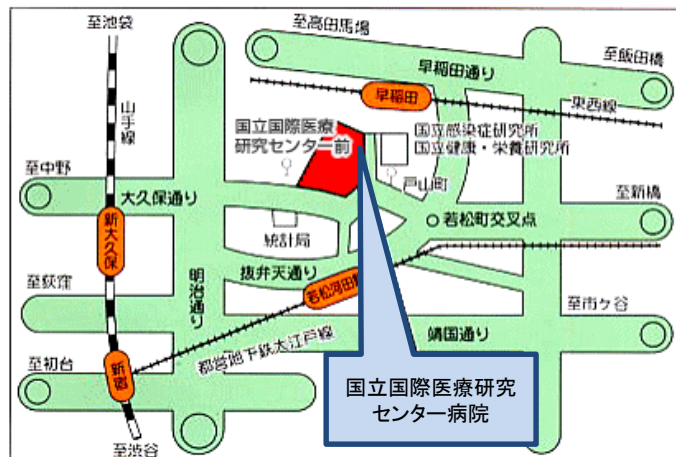 至池袋
至高田馬場
至飯田橋
早稲田通り
山手線
早稲田
東西線
国立国際医療
研究センター前
国立感染症研究所
国立健康・栄養研究所
至中野
戸山町
大久保通り
至新橋
若松町交叉点
新大久保
統計局
抜弁天通り
至荻窪
明治通り
若松河田
至市ヶ谷
靖国通り
都営地下鉄大江戸線
至初台
新宿
国立国際医療研究
センター病院
至渋谷